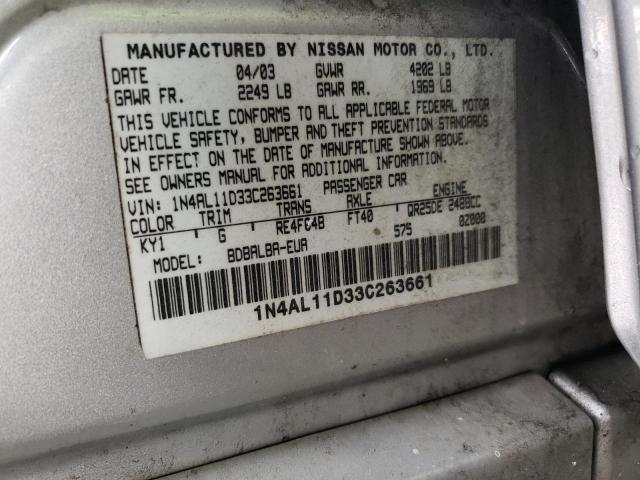 MANUFACTURED BY NISSAN MOTOR CO., LTD.
DATE 04/03 GVWR 4202 LB
GAWR FR. 2249 LB GAWR RR. 1969 LB
THIS VEHICLE CONFORMS TO ALL APPLICABLE FEDERAL MOTOR
VEHICLE SAFETY, BUMPER AND THEFT PREVENTION STANDARDS
IN EFFECT ON THE DATE OF MANUFACTURE SHOWN ABOVE.
SEE OWNERS MANUAL FOR ADDITIONAL INFORMATION.
VIN: 1N4AL11D33C263661 PASSENGER CAR
COLOR TRIM TRANS AXLE ENGINE
KY1 G RE4F04B FT40 QR25DE 2488CC
MODEL: BDBALBA-EUA 575 02000
1N4AL11D33C263661